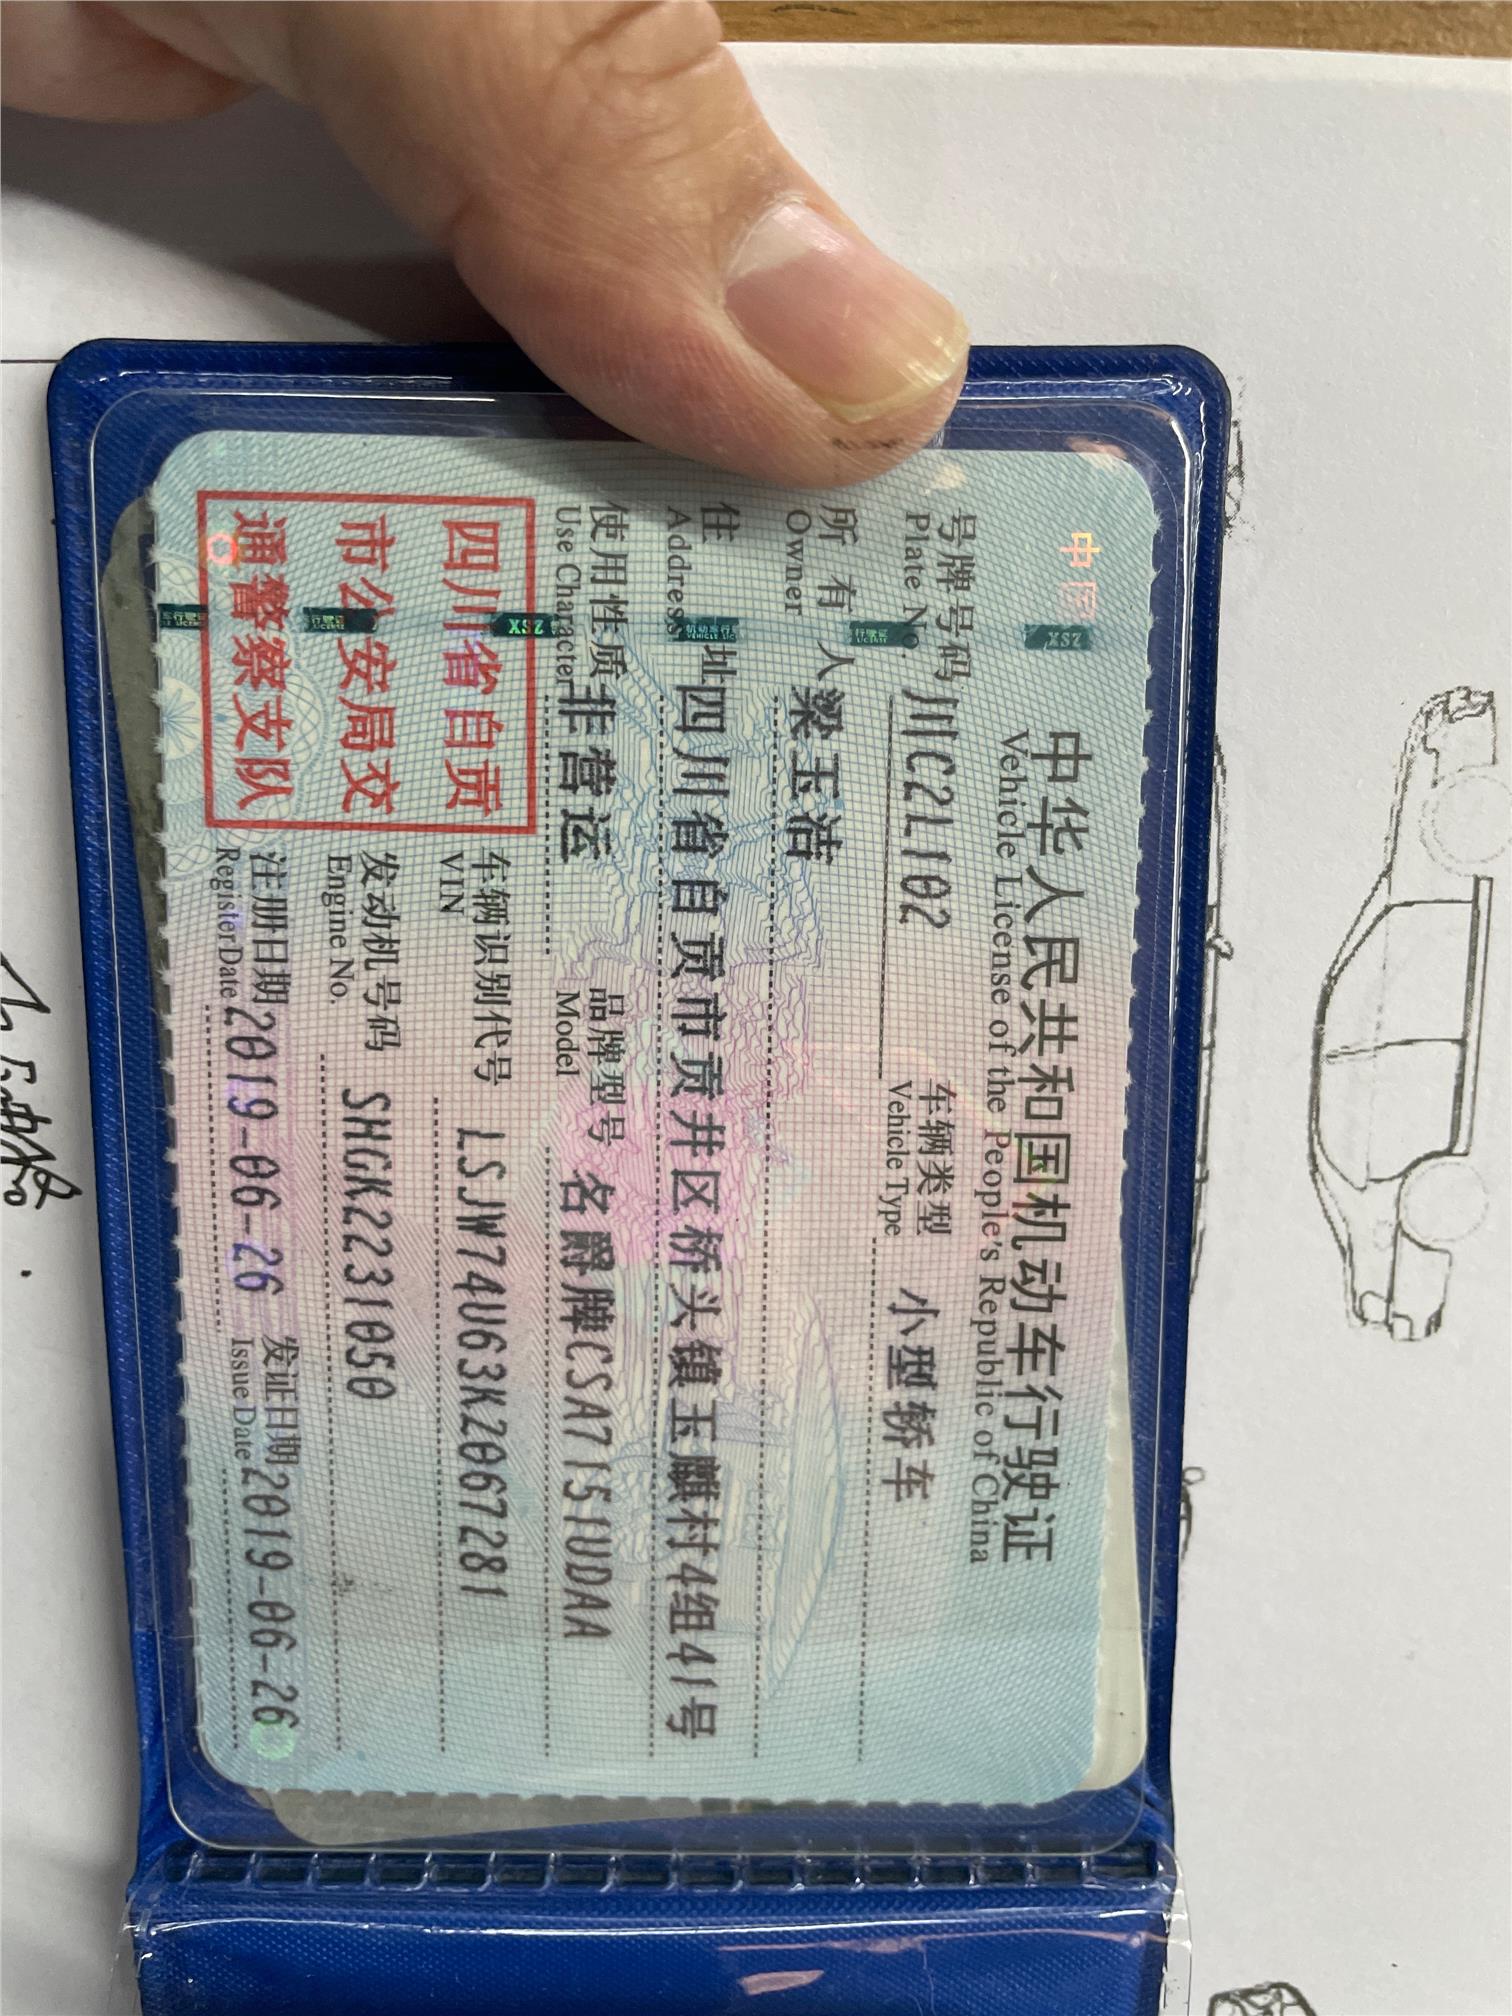 中国
中华人民共和国机动车行驶证
Vehicle License of the People's Republic of China
号牌号码 川C2L102 车辆类型 小型轿车
Plate No. Vehicle Type
所有人 梁玉洁
Owner
住址 四川省自贡市贡井区桥头镇玉麒村4组41号
Address
使用性质 非营运 品牌型号 名爵牌CSA7151UDAA
Use Character Model
四川省自贡
市公安局交
通警察支队
车辆识别代号 LSJW74U63K2067281
VIN
发动机号码 SHGK2231050
Engine No.
注册日期 2019-06-26 发证日期 2019-06-26
Register Date Issue Date
ZSX
ZSX